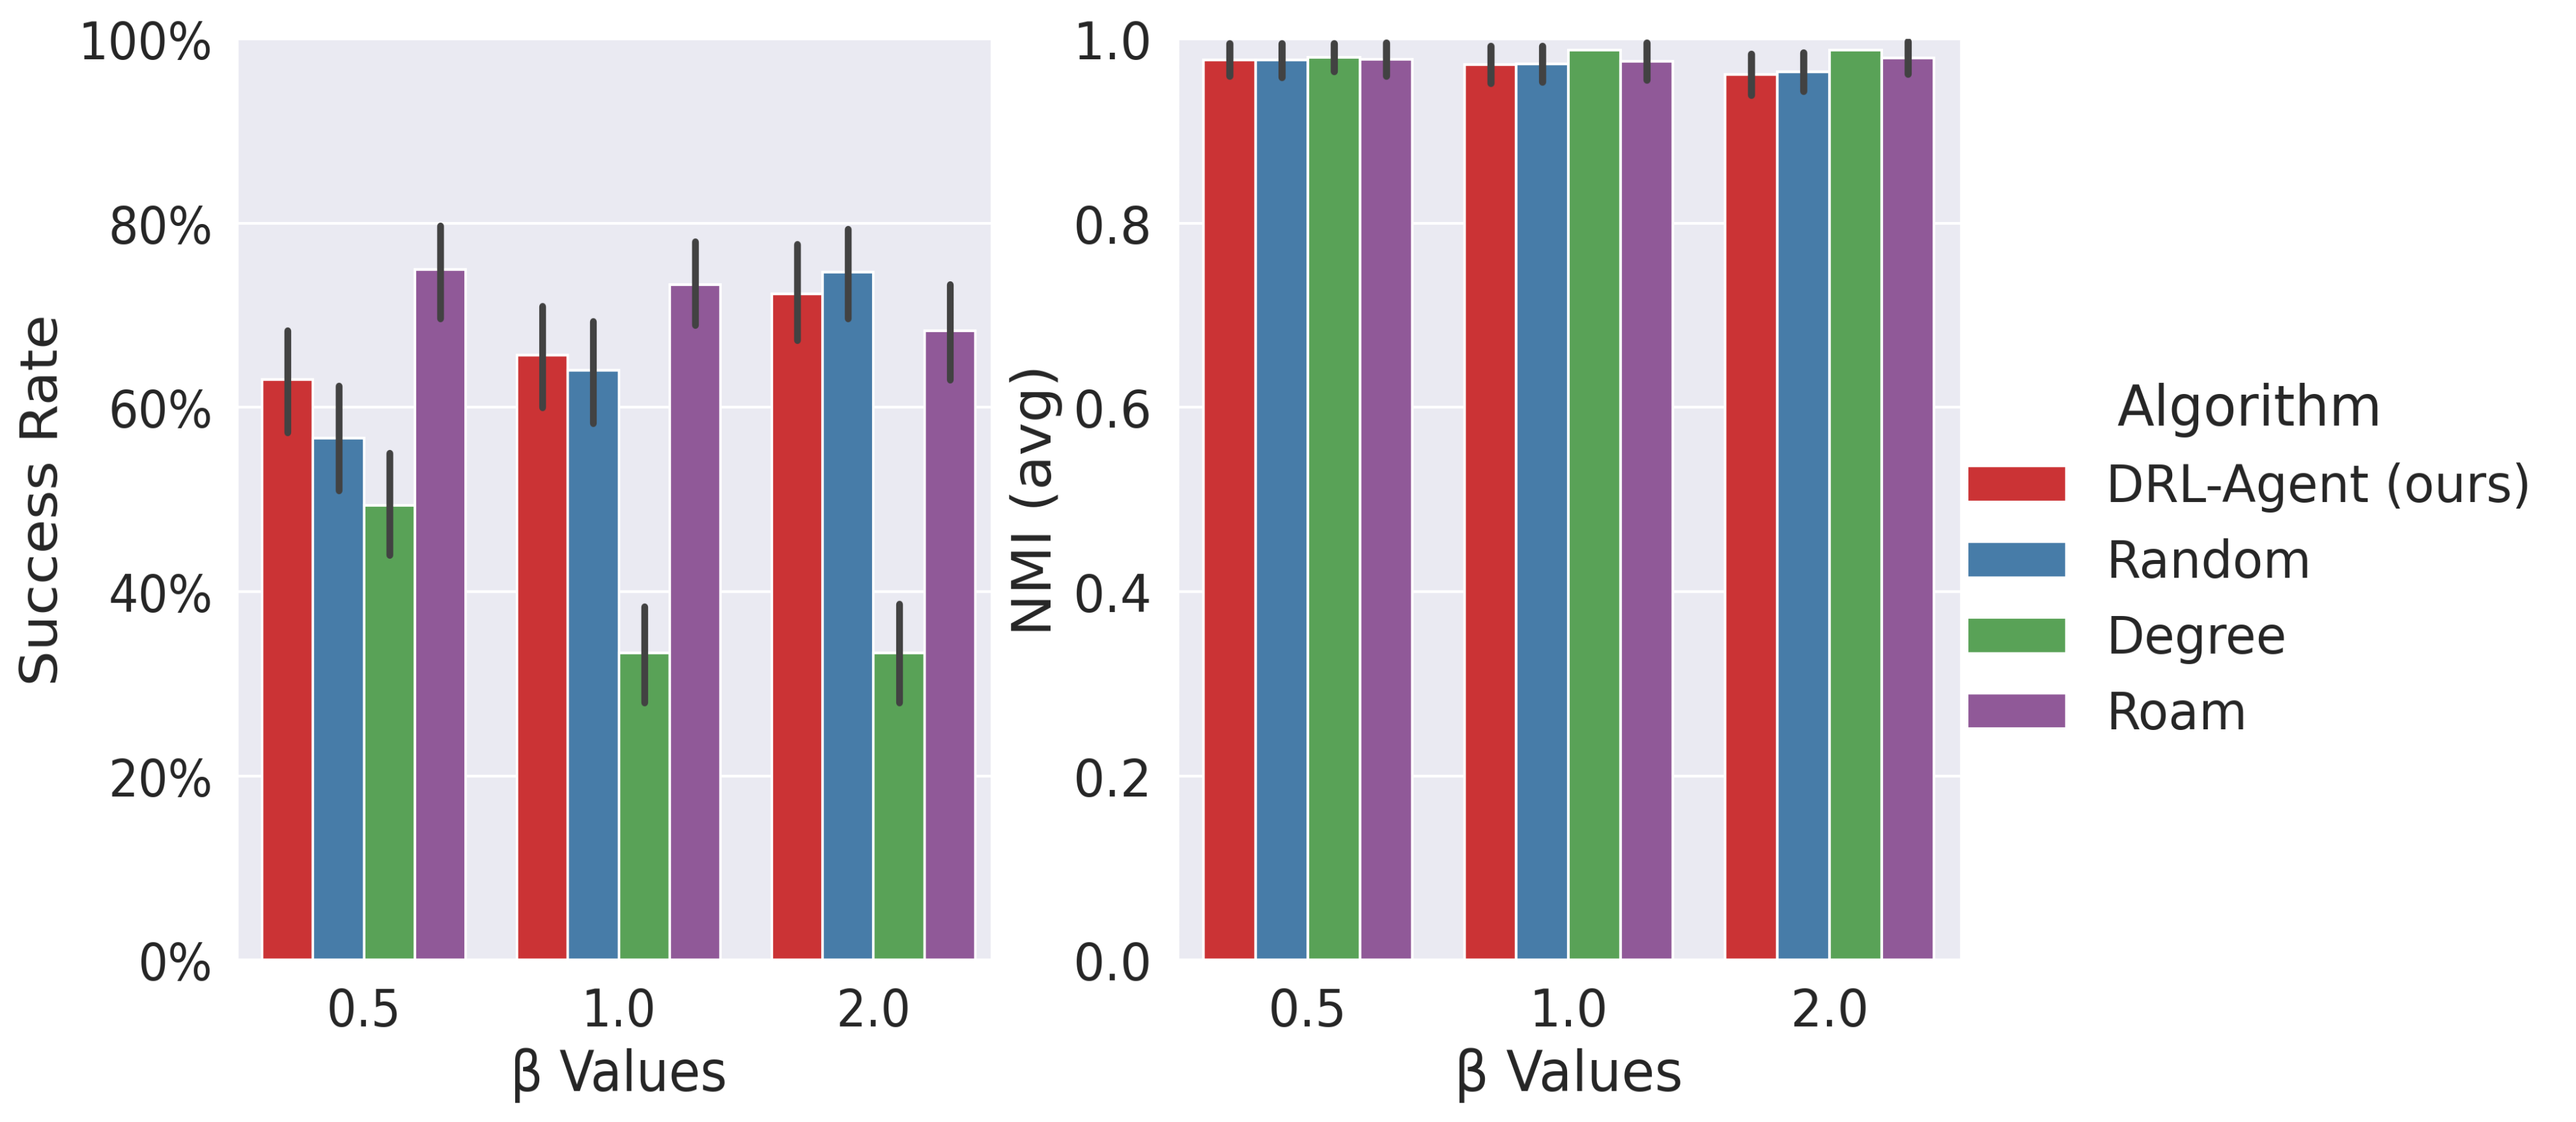 Success Rate
100%
80%
60%
40%
20%
0%
0.5 1.0 2.0
β Values
NMI (avg)
1.0
0.8
0.6
0.4
0.2
0.0
0.5 1.0 2.0
β Values
Algorithm
DRL-Agent (ours)
Random
Degree
Roam